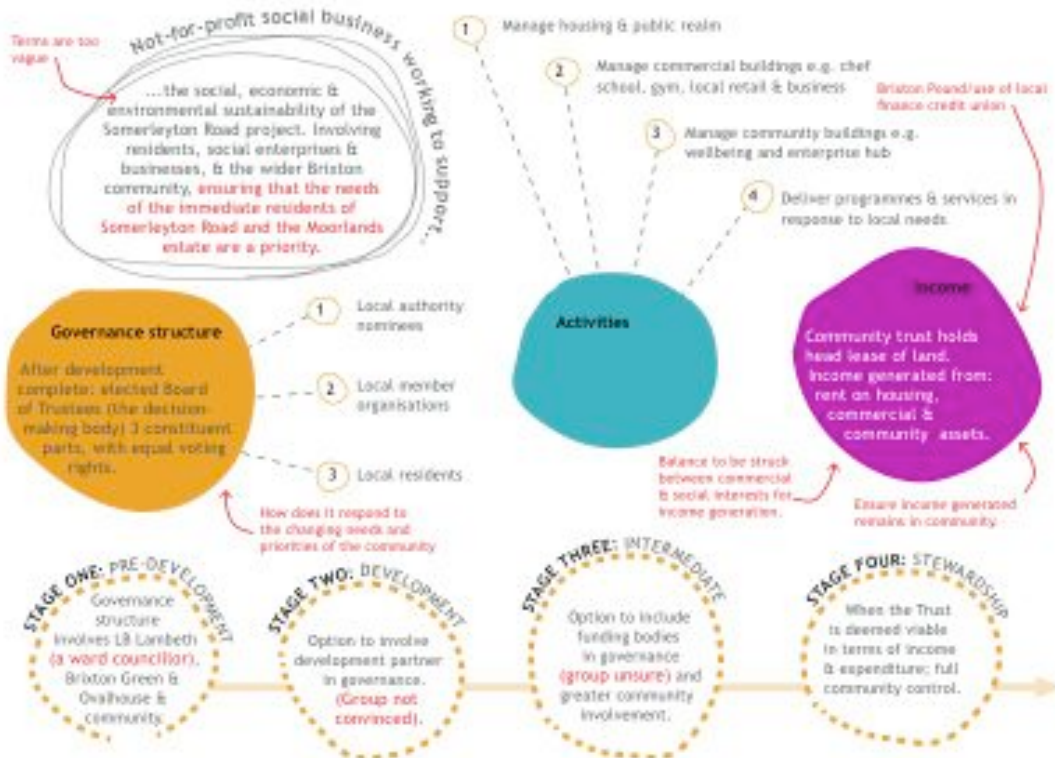 Not-for-profit social business working to support...
Terms are too
vague
...the social, economic &
environmental sustainability of the
Somerleyton Road project. Involving
residents, social enterprises &
businesses, & the wider Brixton
community, ensuring that the needs
of the immediate residents of
Somerleyton Road and the Moorlands
estate are a priority.
1 Manage housing & public realm
2 Manage commercial buildings e.g. chef
school, gym, local retail & business
3 Manage community buildings e.g.
wellbeing and enterprise hub
4 Deliver programmes & services in
response to local needs
Activities
Brixton Pound/use of local
finance credit union
Income
Community trust holds
head lease of land.
Income generated from:
rent on housing,
commercial &
community assets.
Balance to be struck
between commercial
& social interests for
income generation.
Ensure income generated
remains in community.
Governance structure
After development
complete: elected Board
of Trustees (the decision-
making body) 3 constituent
parts, with equal voting
rights.
1 Local authority
nominees
2 Local member
organisations
3 Local residents
How does it respond to
the changing needs and
priorities of the community
STAGE ONE: PRE-DEVELOPMENT
Governance
structure
involves LB Lambeth
(a ward councillor),
Brixton Green &
Ovalhouse &
community.
STAGE TWO: DEVELOPMENT
Option to involve
development partner
in governance.
(Group not
convinced).
STAGE THREE: INTERMEDIATE
Option to include
funding bodies
in governance
(group unsure) and
greater community
involvement.
STAGE FOUR: STEWARDSHIP
When the Trust
is deemed viable
in terms of income
& expenditure; full
community control.